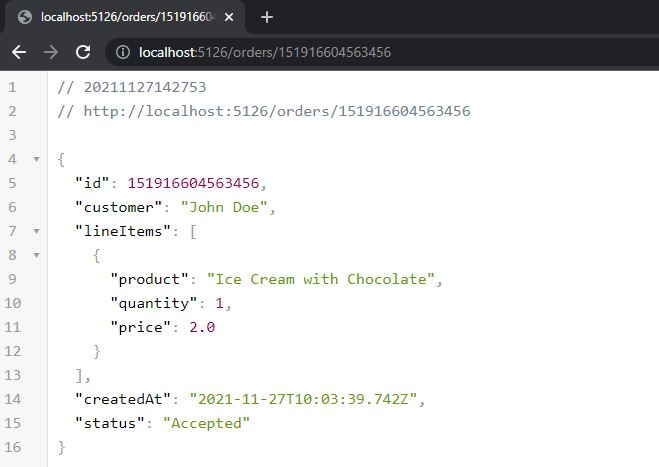 localhost:5126/orders/151916604
localhost:5126/orders/151916604563456
1 // 20211127142753
2 // http://localhost:5126/orders/151916604563456
3
4 {
5 "id": 151916604563456,
6 "customer": "John Doe",
7 "lineItems": [
8 {
9 "product": "Ice Cream with Chocolate",
10 "quantity": 1,
11 "price": 2.0
12 }
13 ],
14 "createdAt": "2021-11-27T10:03:39.742Z",
15 "status": "Accepted"
16 }